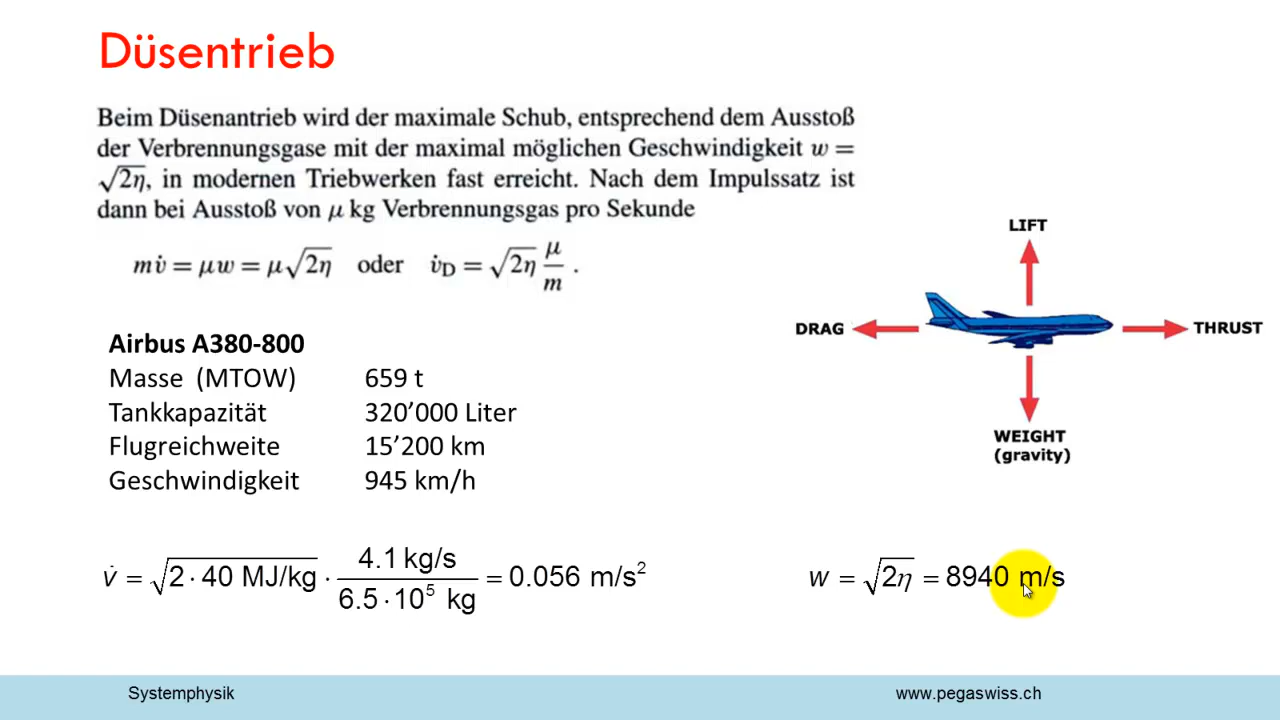 Düsentrieb
Beim Düsenantrieb wird der maximale Schub, entsprechend dem Ausstoß
der Verbrennungsgase mit der maximal möglichen Geschwindigkeit w =
√2η, in modernen Triebwerken fast erreicht. Nach dem Impulssatz ist
dann bei Ausstoß von μ kg Verbrennungsgas pro Sekunde
mv̇ = μw = μ√2η oder v̇D = √2η μ/m .
LIFT
DRAG
THRUST
WEIGHT
(gravity)
Airbus A380-800
Masse (MTOW) 659 t
Tankkapazität 320’000 Liter
Flugreichweite 15’200 km
Geschwindigkeit 945 km/h
v̇ = √2 · 40 MJ/kg · 4.1 kg/s / 6.5 · 10⁵ kg = 0.056 m/s²
w = √2η = 8940 m/s
Systemphysik
www.pegaswiss.ch